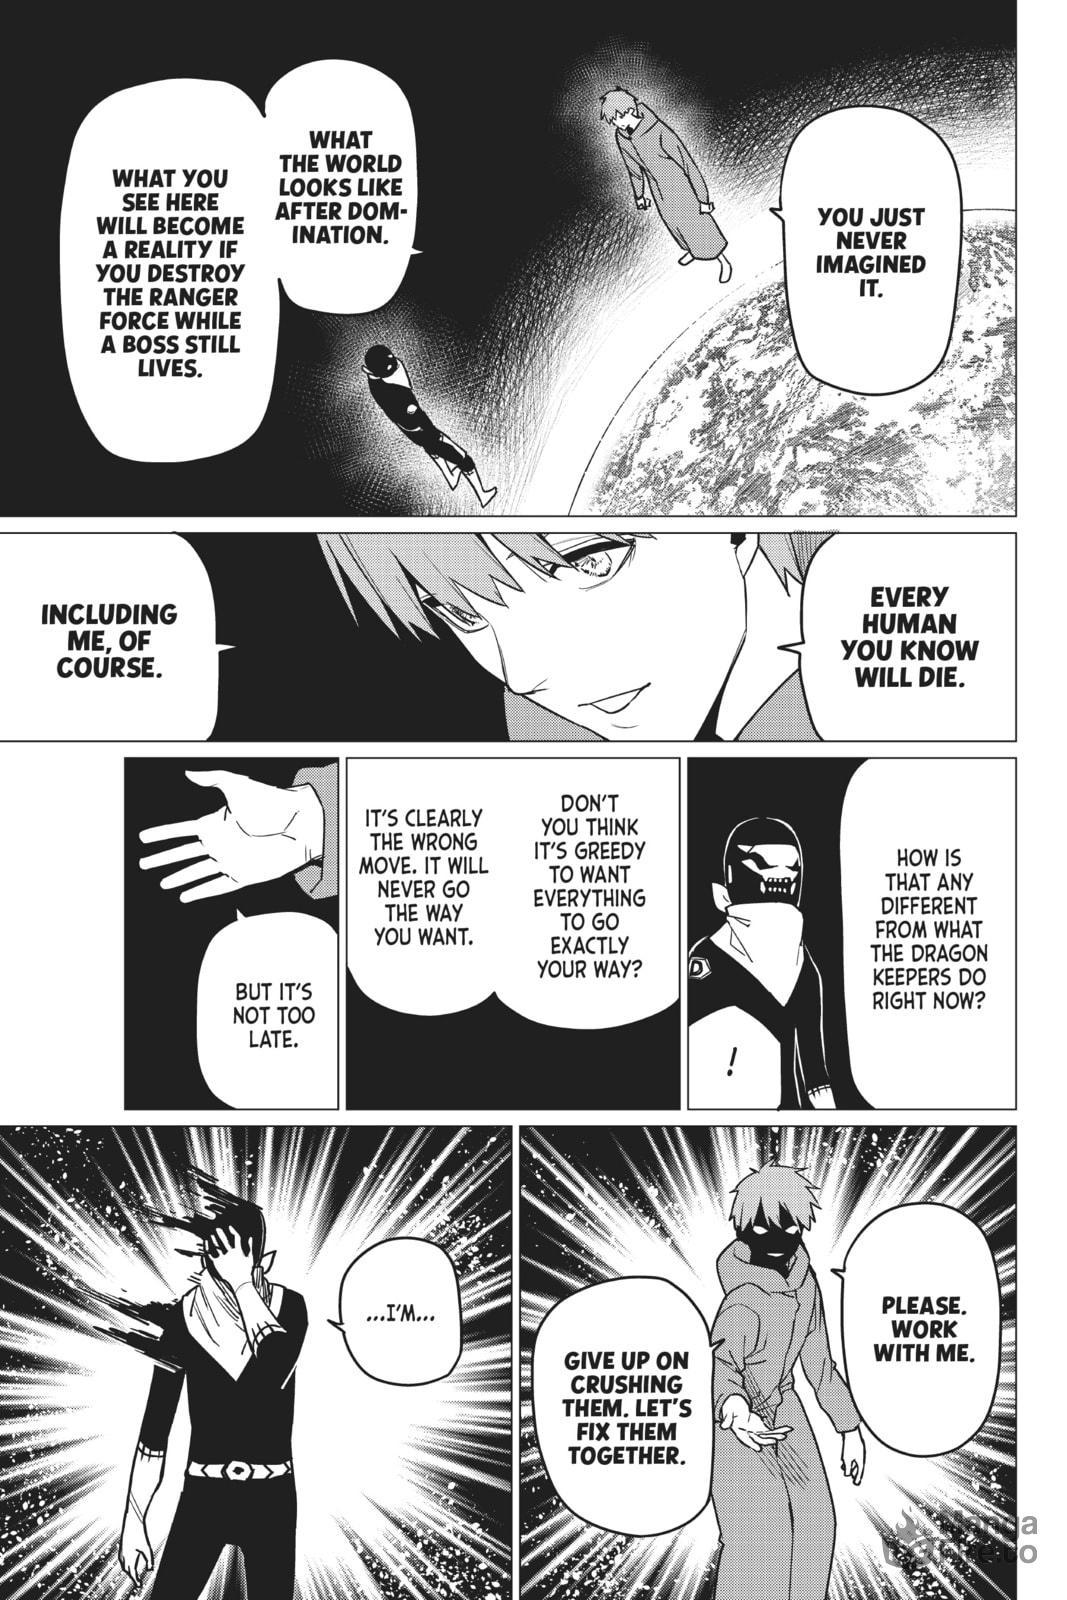 YOU JUST
NEVER
IMAGINED
IT.
WHAT
THE WORLD
LOOKS LIKE
AFTER DOM-
INATION.
WHAT YOU
SEE HERE
WILL BECOME
A REALITY IF
YOU DESTROY
THE RANGER
FORCE WHILE
A BOSS STILL
LIVES.
EVERY
HUMAN
YOU KNOW
WILL DIE.
INCLUDING
ME, OF
COURSE.
HOW IS
THAT ANY
DIFFERENT
FROM WHAT
THE DRAGON
KEEPERS DO
RIGHT NOW?
D
!
DON'T
YOU THINK
IT'S GREEDY
TO WANT
EVERYTHING
TO GO
EXACTLY
YOUR WAY?
IT'S CLEARLY
THE WRONG
MOVE. IT WILL
NEVER GO
THE WAY
YOU WANT.
BUT IT'S
NOT TOO
LATE.
PLEASE.
WORK
WITH ME.
GIVE UP ON
CRUSHING
THEM. LET'S
FIX THEM
TOGETHER.
...I'M...
Manga